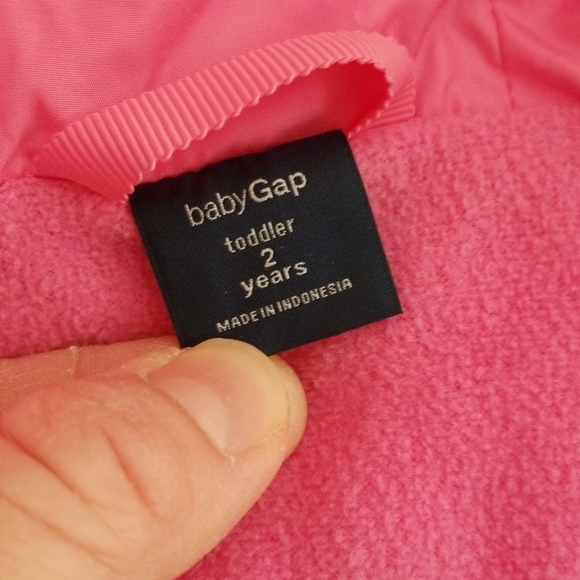 babyGap
toddler
2
years
MADE IN INDONESIA